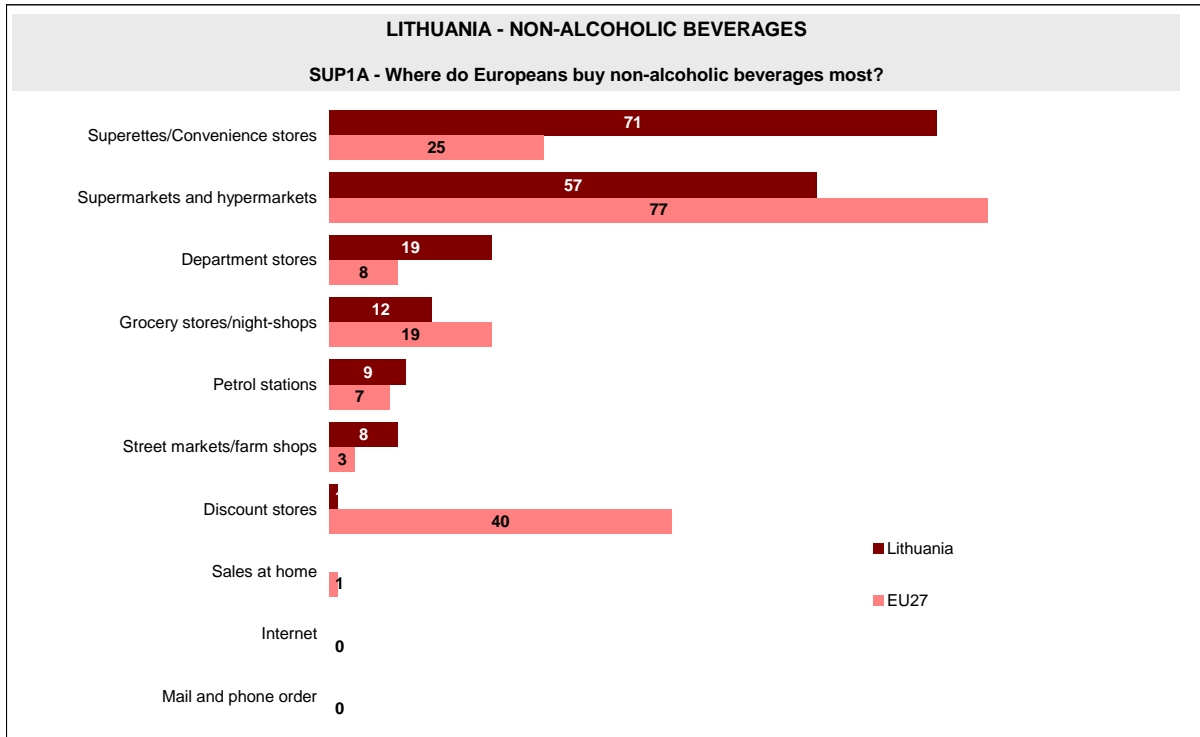 LITHUANIA - NON-ALCOHOLIC BEVERAGES
SUP1A - Where do Europeans buy non-alcoholic beverages most?
Superettes/Convenience stores
71
25
Supermarkets and hypermarkets
57
77
Department stores
19
8
Grocery stores/night-shops
12
19
Petrol stations
9
7
Street markets/farm shops
8
3
Discount stores
40
Sales at home
1
Internet
0
Mail and phone order
0
Lithuania
EU27